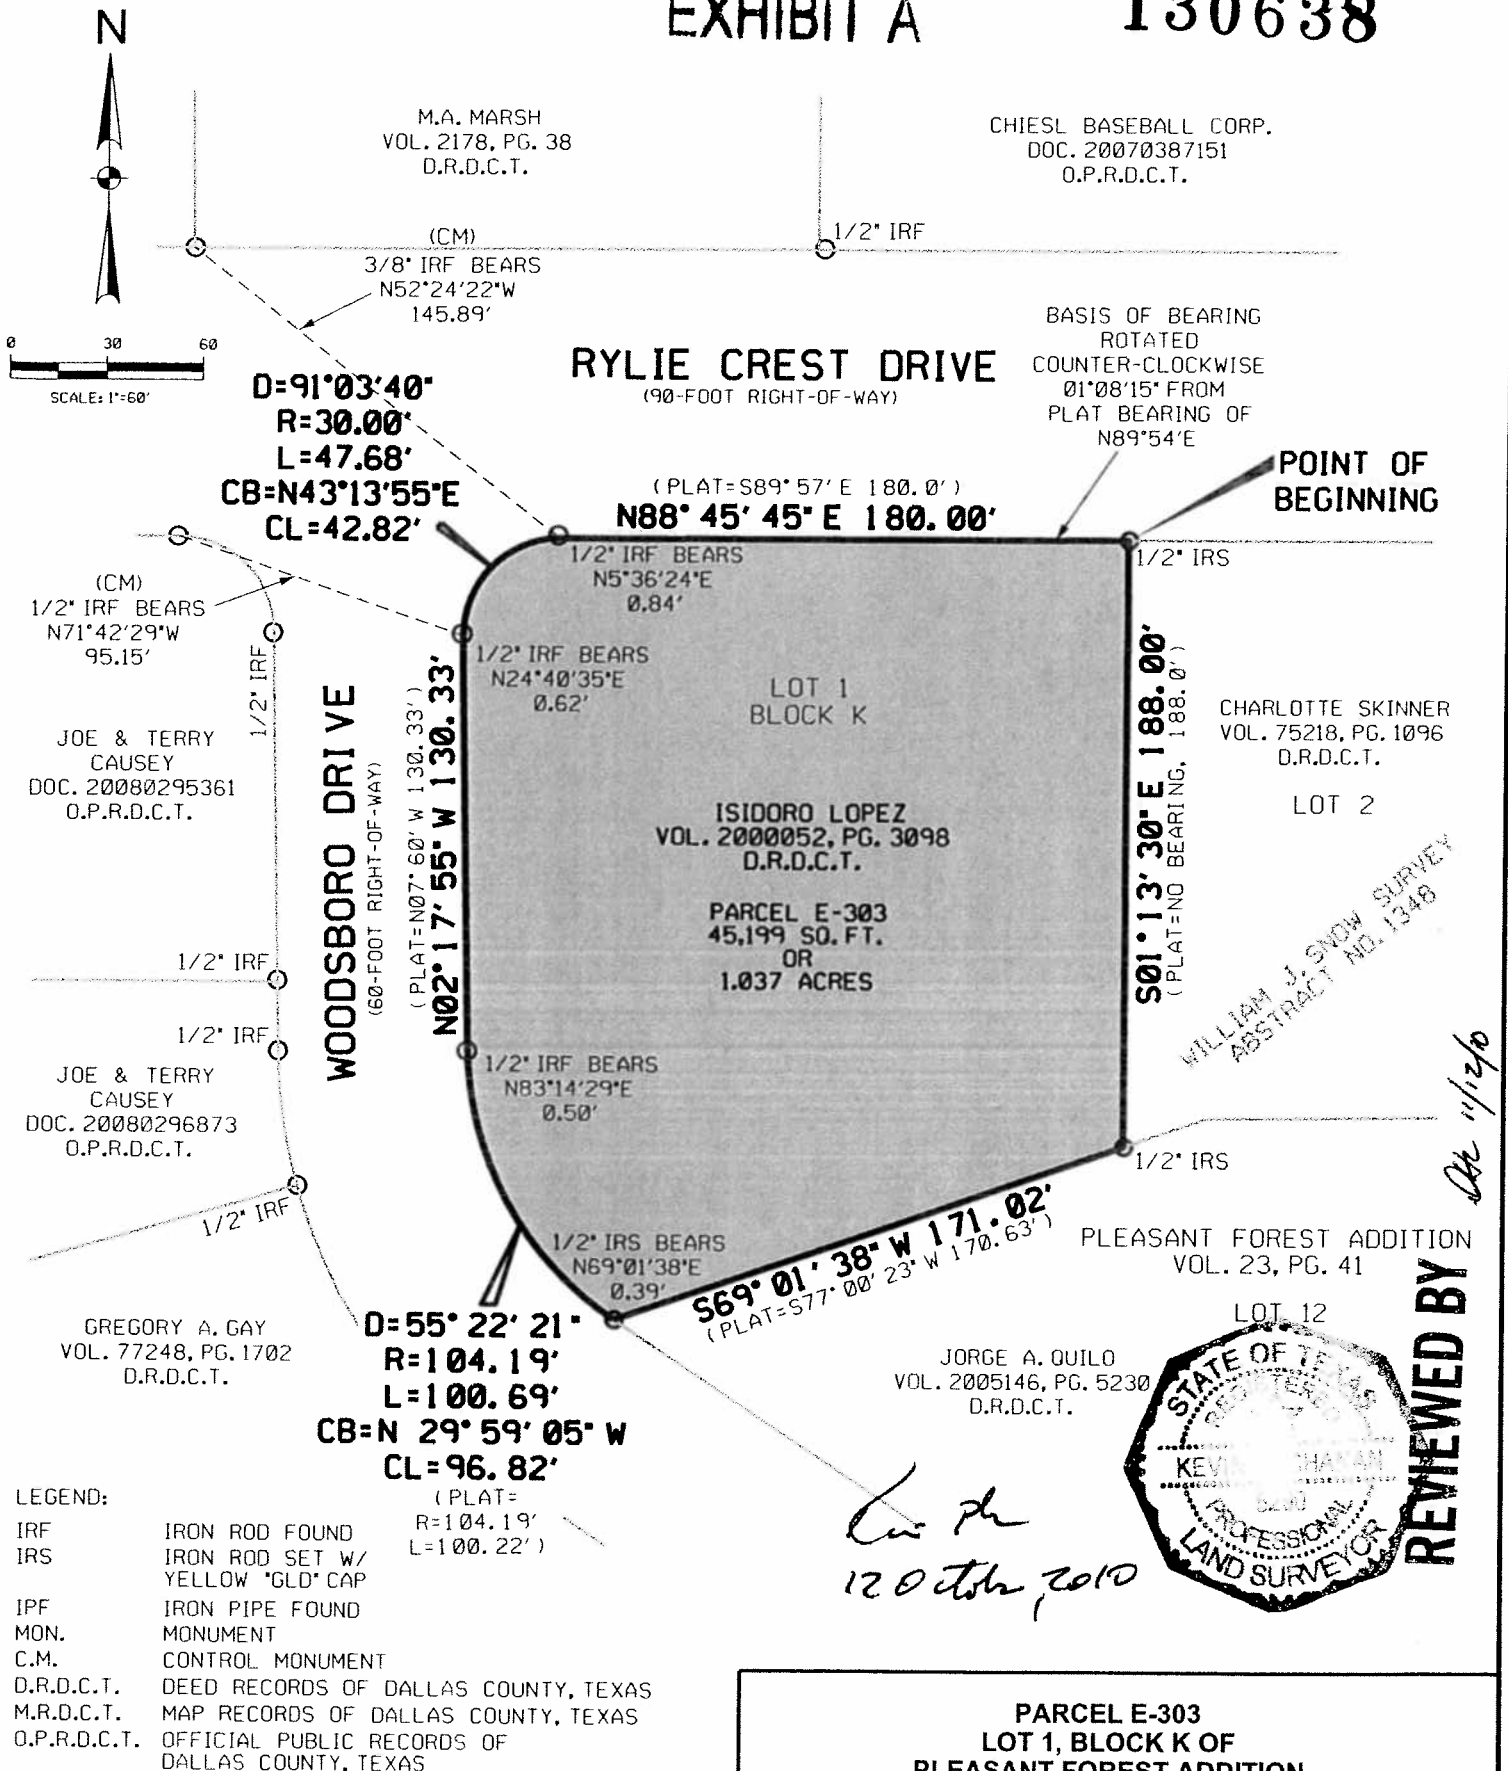 EXHIBIT A
130638
N
M.A. MARSH
VOL. 2178, PG. 38
D.R.D.C.T.
CHIESL BASEBALL CORP.
DOC. 20070387151
O.P.R.D.C.T.
(CM)
3/8" IRF BEARS
N52°24'22"W
145.89'
1/2" IRF
0 30 60
SCALE: 1"=60'
RYLIE CREST DRIVE
(90-FOOT RIGHT-OF-WAY)
BASIS OF BEARING
ROTATED
COUNTER-CLOCKWISE
01°08'15" FROM
PLAT BEARING OF
N89°54'E
D=91°03'40"
R=30.00'
L=47.68'
CB=N43°13'55"E
CL=42.82'
POINT OF
BEGINNING
(PLAT=S89°57' E 180.0')
N88° 45' 45" E 180.00'
1/2" IRS
1/2" IRF BEARS
N5°36'24"E
0.84'
(CM)
1/2" IRF BEARS
N71°42'29"W
95.15'
1/2" IRF
1/2" IRF BEARS
N24°40'35"E
0.62'
LOT 1
BLOCK K
WOODSBORO DRIVE
(60-FOOT RIGHT-OF-WAY)
(PLAT=N07°60' W 130.33')
N02°17' 55" W 130.33'
S01°13' 30" E 188.00'
(PLAT=NO BEARING, 188.0')
CHARLOTTE SKINNER
VOL. 75218, PG. 1096
D.R.D.C.T.
LOT 2
JOE & TERRY
CAUSEY
DOC. 20080295361
O.P.R.D.C.T.
ISIDORO LOPEZ
VOL. 2000052, PG. 3098
D.R.D.C.T.
PARCEL E-303
45,199 SQ. FT.
OR
1.037 ACRES
WILLIAM J. SNOW SURVEY
ABSTRACT NO. 1348
1/2" IRF
1/2" IRF
1/2" IRF BEARS
N83°14'29"E
0.50'
JOE & TERRY
CAUSEY
DOC. 20080296873
O.P.R.D.C.T.
1/2" IRF
1/2" IRS
1/2" IRS BEARS
N69°01'38"E
0.39'
S69° 01' 38" W 171.02'
(PLAT=S77°00'23" W 170.63')
PLEASANT FOREST ADDITION
VOL. 23, PG. 41
LOT 12
11/12/10
REVIEWED BY
GREGORY A. GAY
VOL. 77248, PG. 1702
D.R.D.C.T.
D=55° 22' 21"
R=104.19'
L=100.69'
CB=N 29° 59' 05" W
CL=96.82'
(PLAT=
R=104.19'
L=100.22')
JORGE A. QUILO
VOL. 2005146, PG. 5230
D.R.D.C.T.
STATE OF TEXAS
REGISTERED
PROFESSIONAL
LAND SURVEYOR
12 October, 2010
LEGEND:
IRF IRON ROD FOUND
IRS IRON ROD SET W/
YELLOW "GLD" CAP
IPF IRON PIPE FOUND
MON. MONUMENT
C.M. CONTROL MONUMENT
D.R.D.C.T. DEED RECORDS OF DALLAS COUNTY, TEXAS
M.R.D.C.T. MAP RECORDS OF DALLAS COUNTY, TEXAS
O.P.R.D.C.T. OFFICIAL PUBLIC RECORDS OF
DALLAS COUNTY, TEXAS
PARCEL E-303
LOT 1, BLOCK K OF
PLEASANT FOREST ADDITION